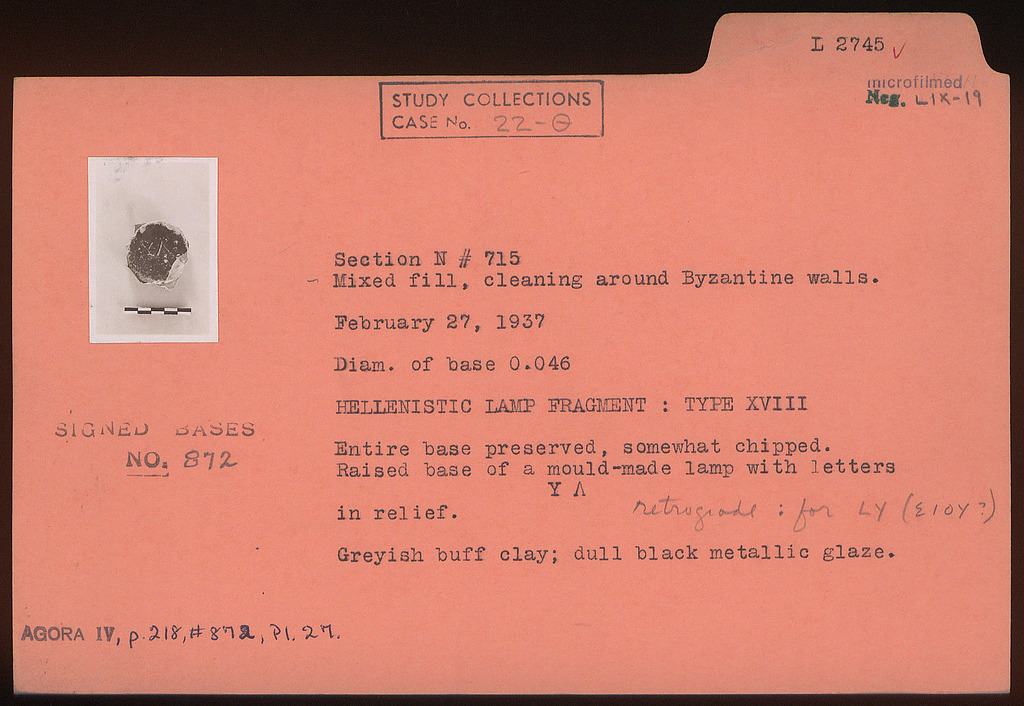 L 2745 ✓
microfilmed
Neg. LIX-19
STUDY COLLECTIONS
CASE No. 22-Θ
Section N # 715
Mixed fill, cleaning around Byzantine walls.
February 27, 1937
Diam. of base 0.046
HELLENISTIC LAMP FRAGMENT : TYPE XVIII
SIGNED BASES
NO. 872
Entire base preserved, somewhat chipped.
Raised base of a mould-made lamp with letters
Y Λ
in relief.
retrograde : for LY (ΣIOY?)
Greyish buff clay; dull black metallic glaze.
AGORA IV, p. 218, #872, Pl. 27.